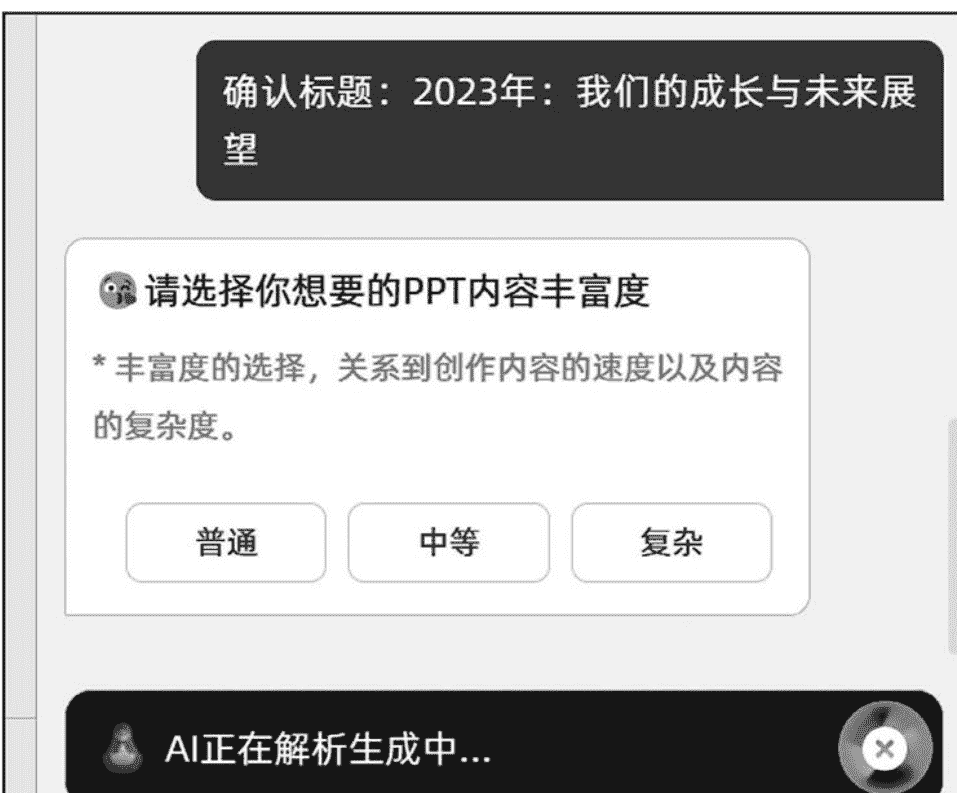 确认标题：2023年：我们的成长与未来展
望
请选择你想要的PPT内容丰富度
* 丰富度的选择，关系到创作内容的速度以及内容
的复杂度。
普通
中等
复杂
AI正在解析生成中...